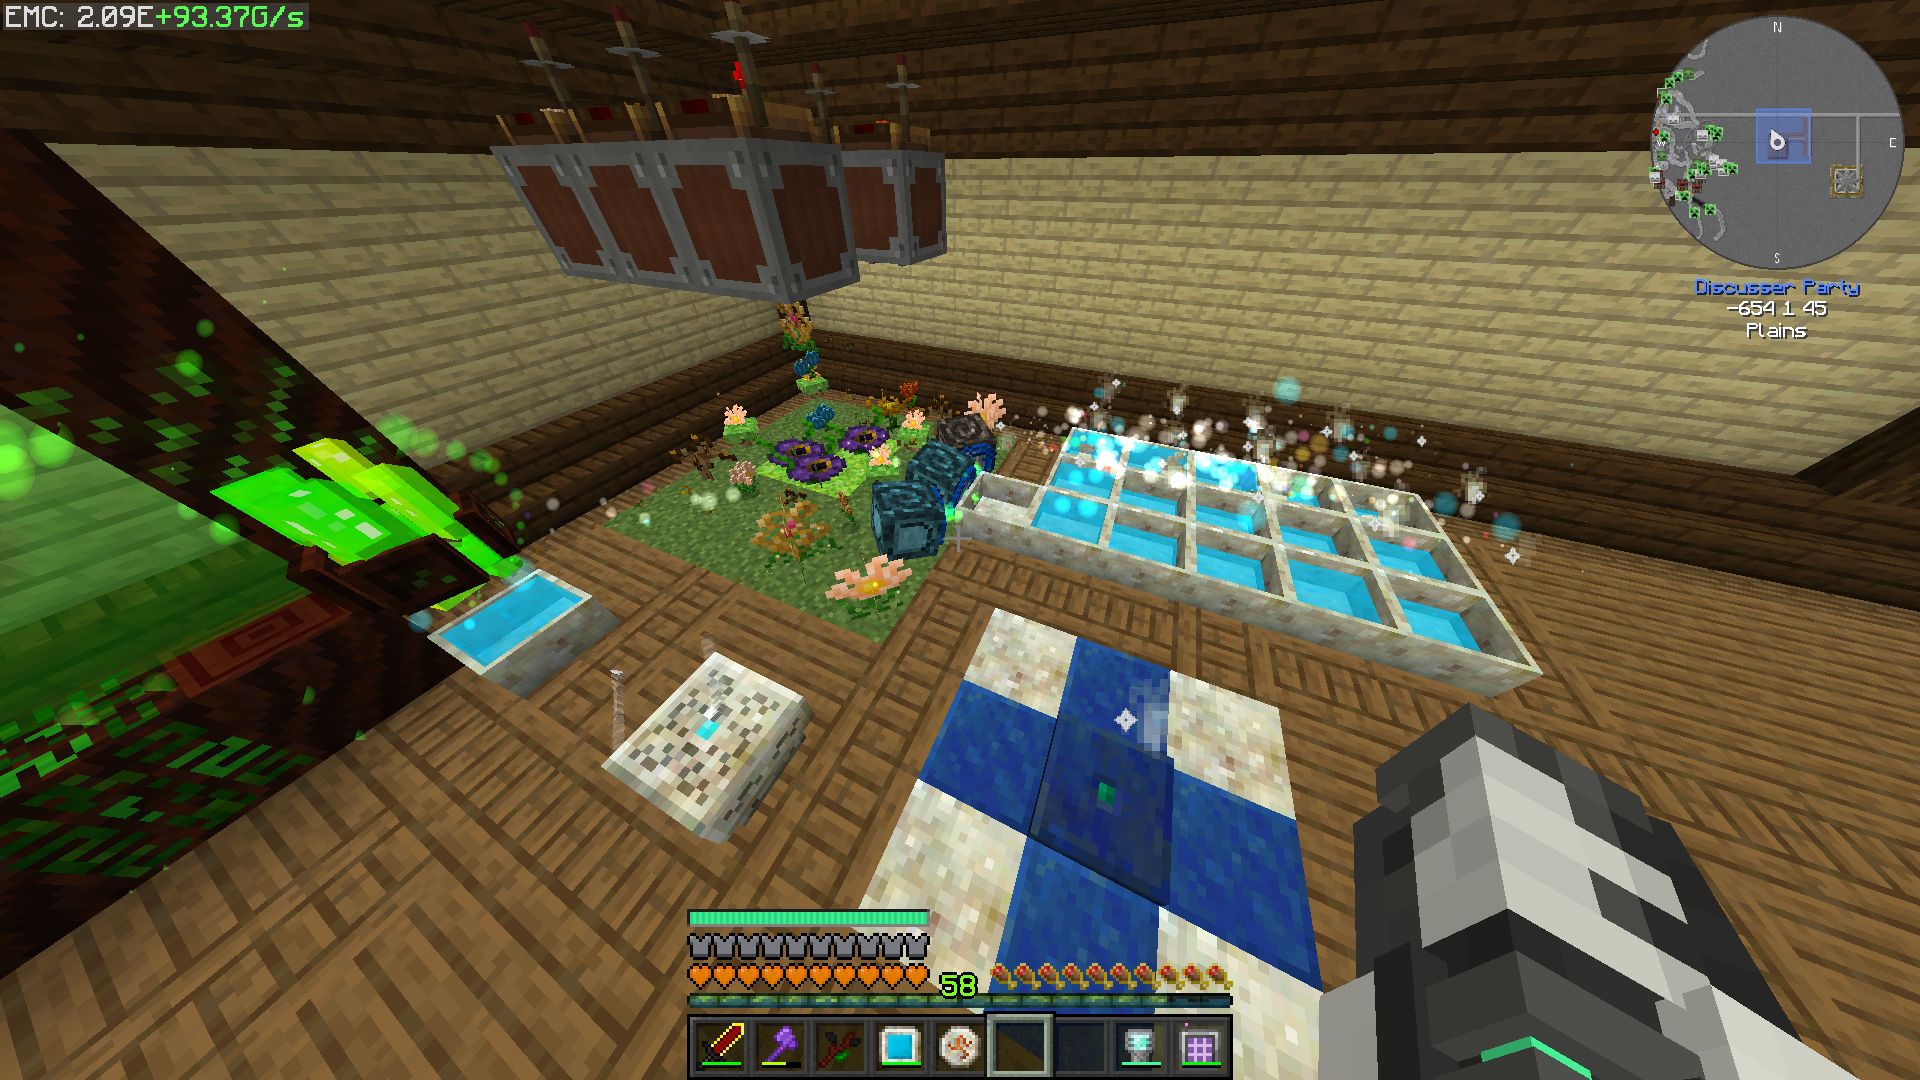 EMC: 2.09E+93.37G/s
N
W
E
S
Discusser Party
-654 1 45
Plains
58